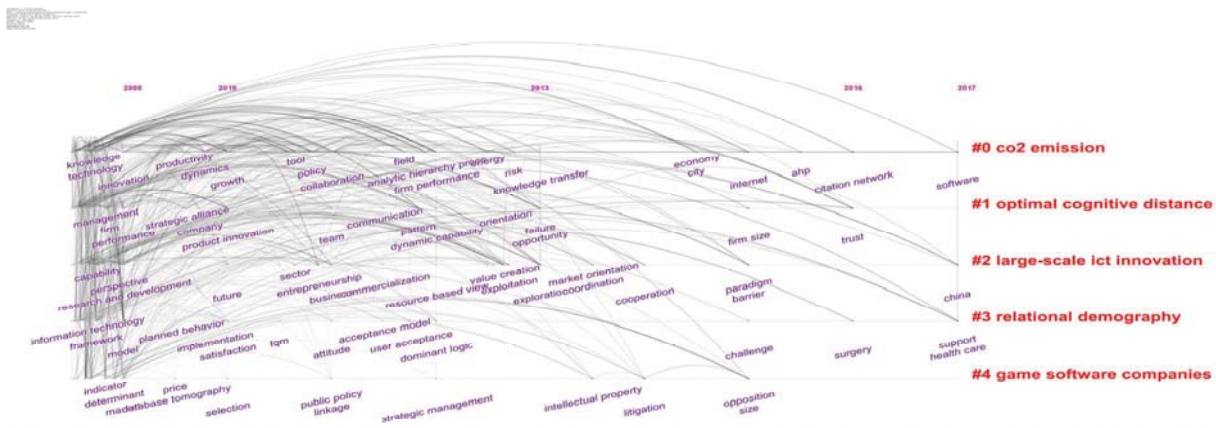 2008 2010 2013 2016 2017
#0 co2 emission
knowledge
technology
innovation
productivity
dynamics
growth
tool
policy
collaboration
field
analytic hierarchy process
energy
firm performance
risk
knowledge transfer
economy
city
internet
ahp
citation network
software
#1 optimal cognitive distance
management
firm
performance
strategic alliance
company
product innovation
team
communication
pattern
dynamic capability
orientation
failure
opportunity
firm size
trust
#2 large-scale ict innovation
capability
perspective
research and development
future
sector
entrepreneurship
business
commercialization
resource based view
value creation
exploitation
exploration
market orientation
coordination
cooperation
paradigm
barrier
china
#3 relational demography
information technology
framework
model
planned behavior
implementation
satisfaction
tqm
attitude
acceptance model
user acceptance
dominant logic
challenge
surgery
support
health care
#4 game software companies
indicator
determinant
price
database tomography
selection
public policy
linkage
strategic management
intellectual property
litigation
opposition
size